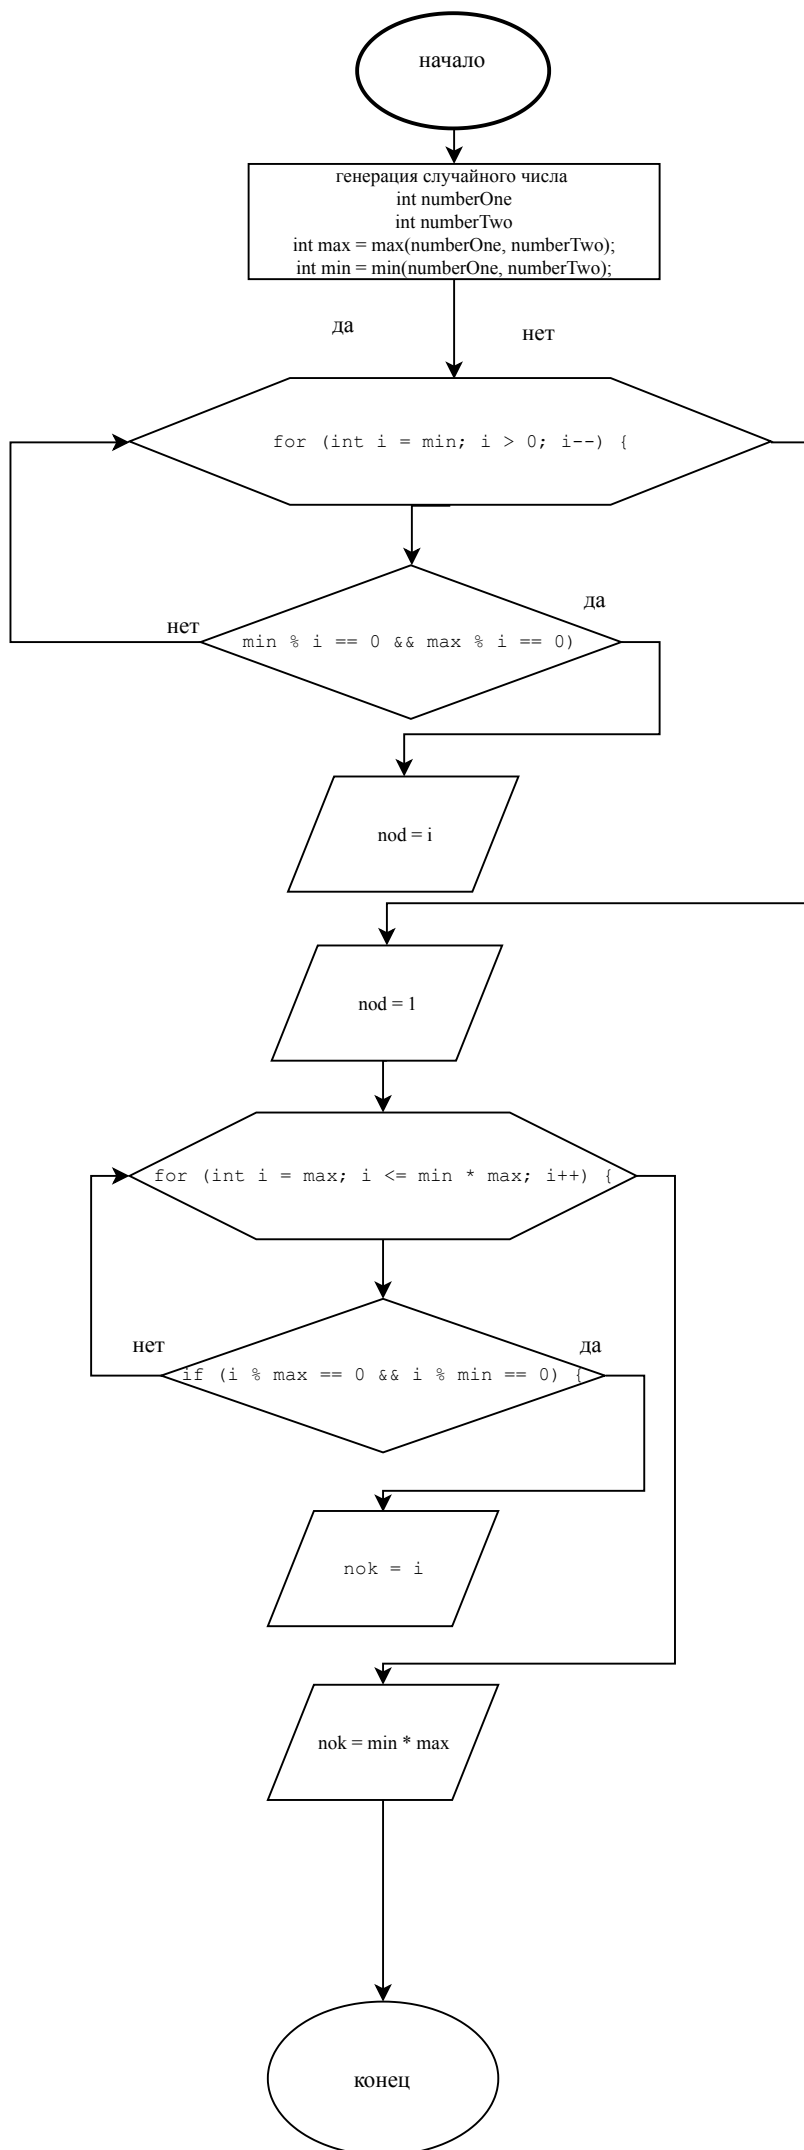 начало
генерация случайного числа
int numberOne
int numberTwo
int max = max(numberOne, numberTwo);
int min = min(numberOne, numberTwo);
да
нет
for (int i = min; i > 0; i--) {
да
нет
min % i == 0 && max % i == 0)
nod = i
nod = 1
for (int i = max; i <= min * max; i++) {
нет
да
if (i % max == 0 && i % min == 0) {
nok = i
nok = min * max
конец